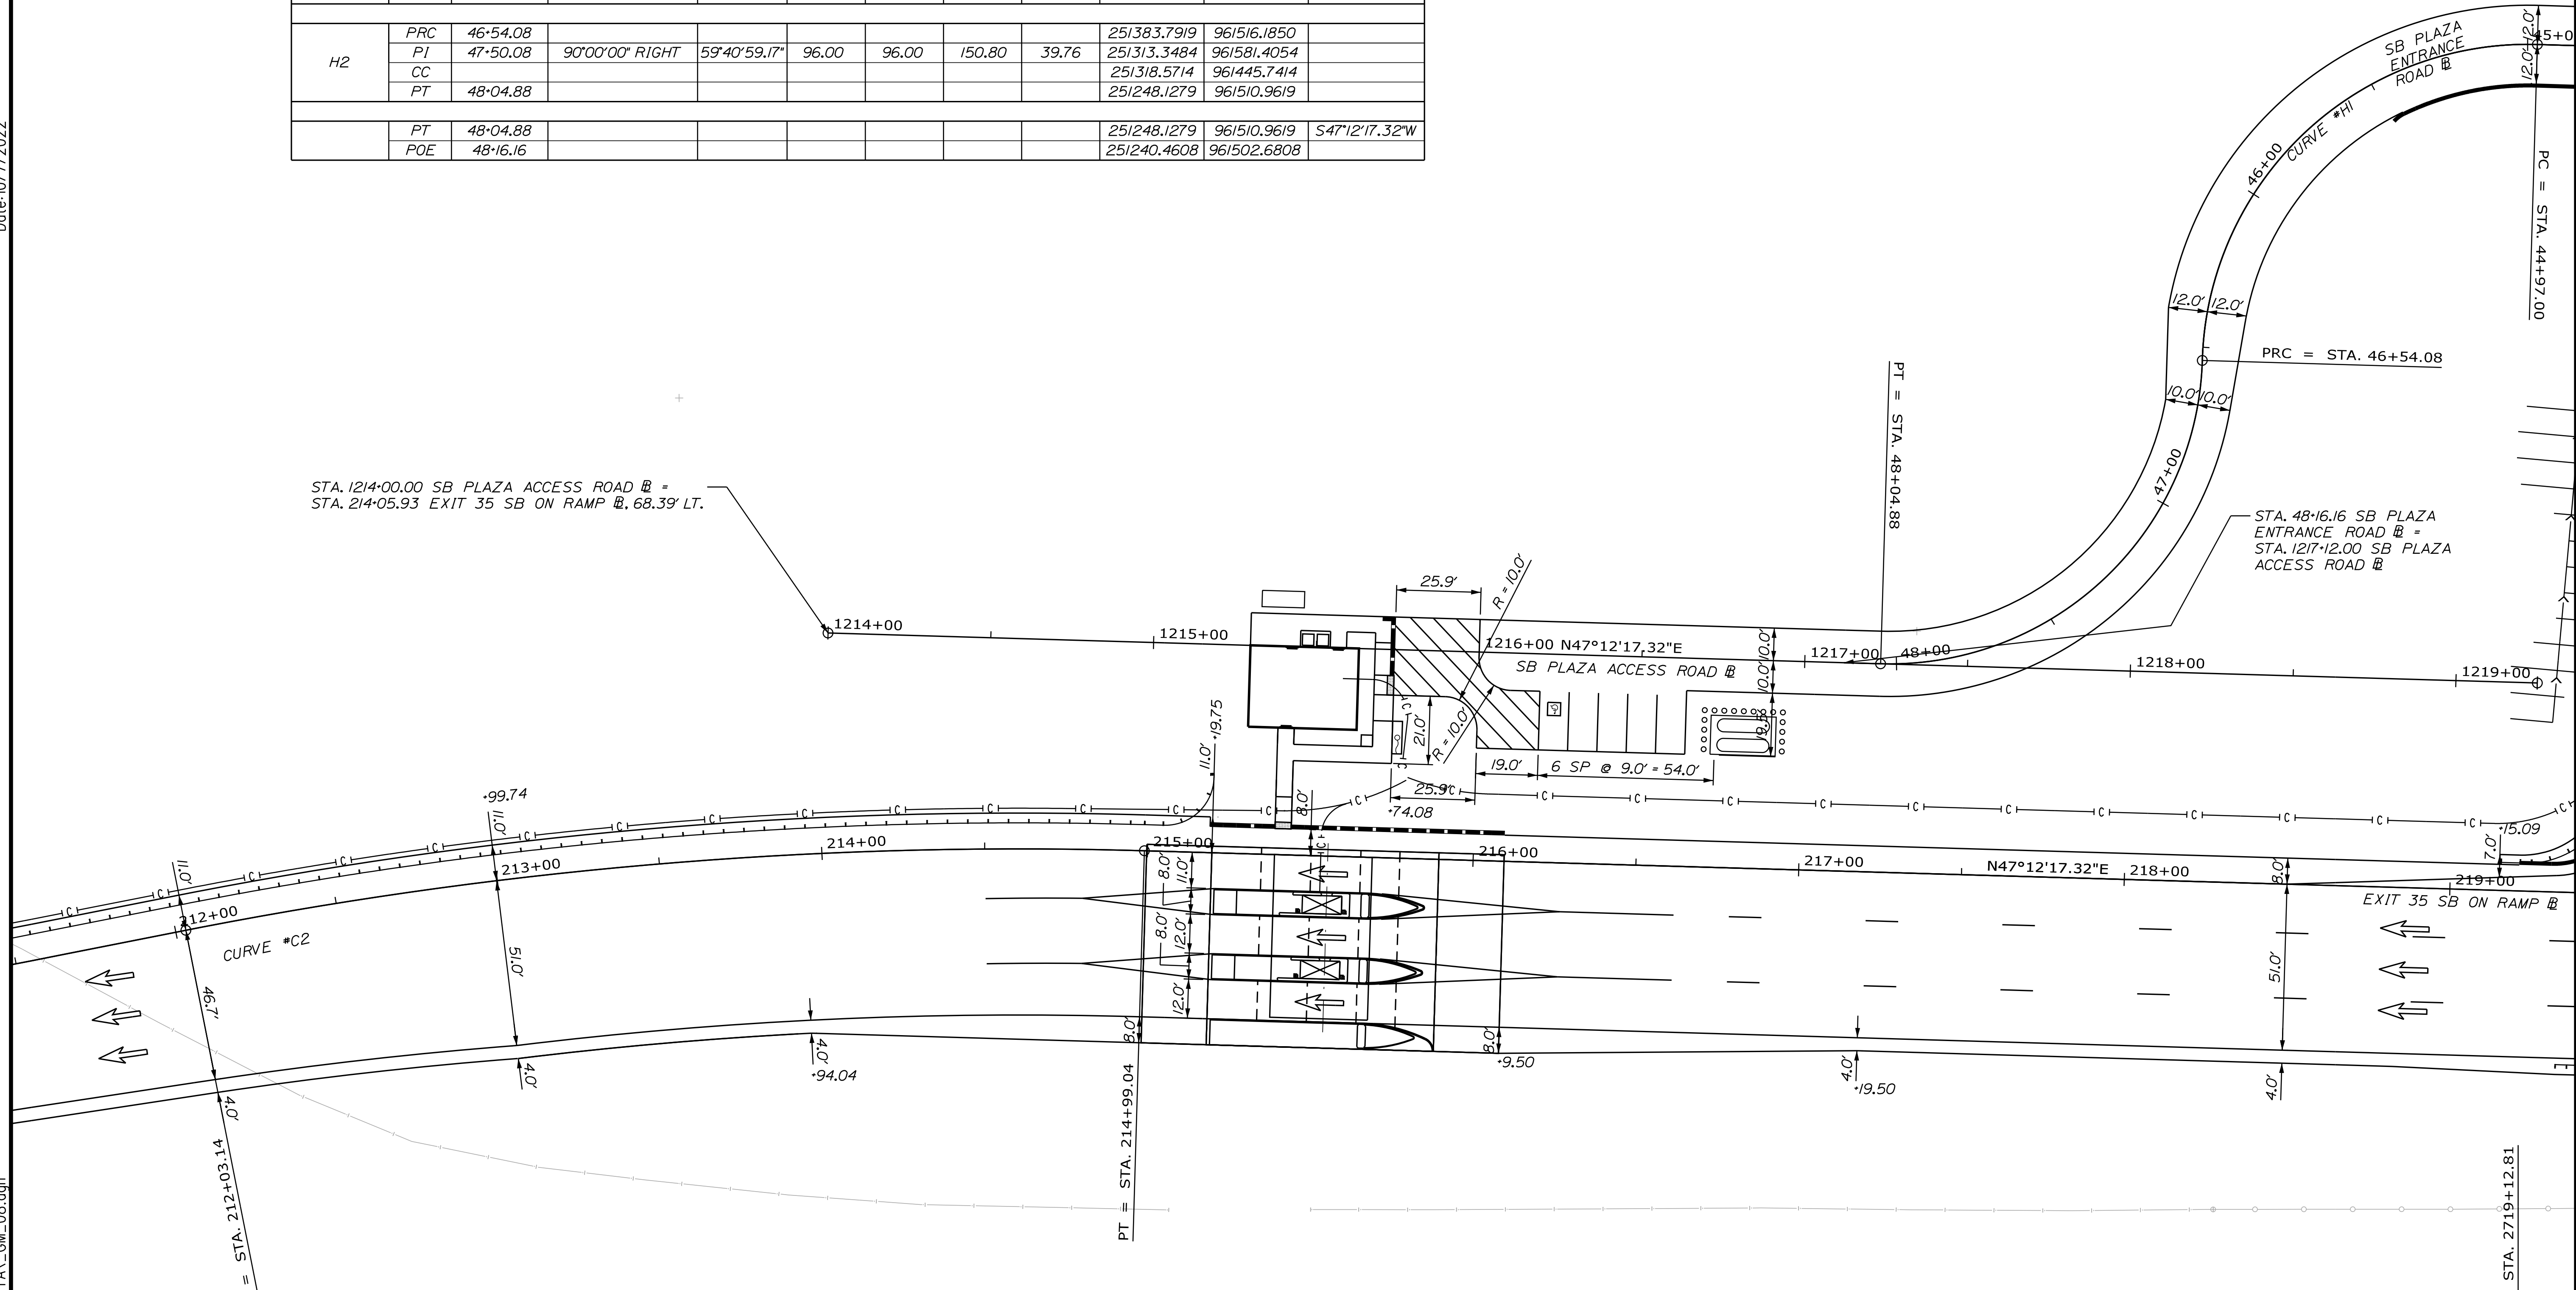 PRC 46+54.08 251383.7919 961516.1850
H2 PI 47+50.08 90°00'00" RIGHT 59°40'59.17" 96.00 96.00 150.80 39.76 251313.3484 961581.4054
CC 251318.5714 961445.7414
PT 48+04.88 251248.1279 961510.9619
PT 48+04.88 251248.1279 961510.9619 S47°12'17.32"W
POE 48+16.16 251240.4608 961502.6808
SB PLAZA
ENTRANCE
ROAD BL
12.0'
12.0'
45+0
CURVE #H1
46+00
PC = STA. 44+97.00
12.0' 12.0'
PRC = STA. 46+54.08
10.0' 10.0'
47+00
PT = STA. 48+04.88
STA. 1214+00.00 SB PLAZA ACCESS ROAD BL =
STA. 214+05.93 EXIT 35 SB ON RAMP BL, 68.39' LT.
STA. 48+16.16 SB PLAZA
ENTRANCE ROAD BL =
STA. 1217+12.00 SB PLAZA
ACCESS ROAD BL
25.9'
R = 10.0'
1214+00
1215+00
1216+00 N47°12'17.32"E
10.0'
10.0'
1217+00
48+00
1218+00
1219+00
SB PLAZA ACCESS ROAD BL
19.5'
21.0'
R = 10.0'
19.0'
6 SP @ 9.0' = 54.0'
25.9'
+74.08
+19.75
11.0'
8.0'
+99.74
11.0'
11.0'
212+00
213+00
214+00
215+00
216+00
217+00
N47°12'17.32"E
218+00
219+00
+15.09
7.0'
8.0'
EXIT 35 SB ON RAMP BL
CURVE #C2
8.0'
11.0'
8.0'
12.0'
12.0'
46.7'
51.0'
51.0'
8.0'
8.0'
4.0'
4.0'
4.0'
+94.04
+9.50
4.0'
+19.50
4.0'
= STA. 212+03.14
PT = STA. 214+99.04
STA. 2719+12.81
C C C C C C C C C C C C C C C C C C C C C C C C C C C